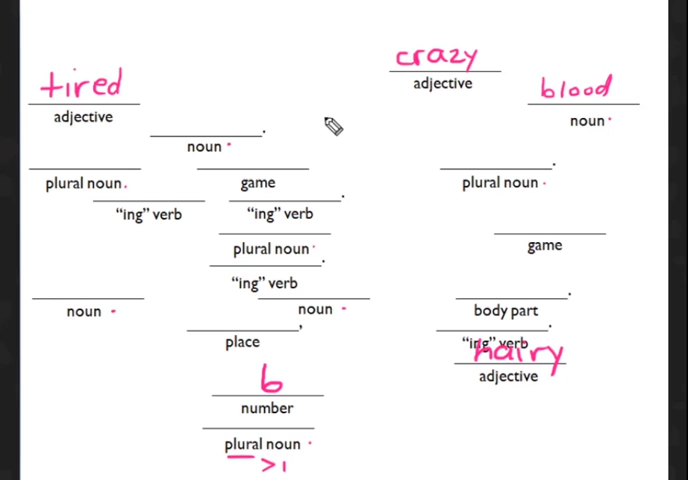 tired
adjective
crazy
adjective
blood
noun
noun
plural noun
game
plural noun
"ing" verb
"ing" verb
plural noun
game
"ing" verb
noun
noun
body part
place
"ing" verb
hairy
adjective
6
number
plural noun
>1